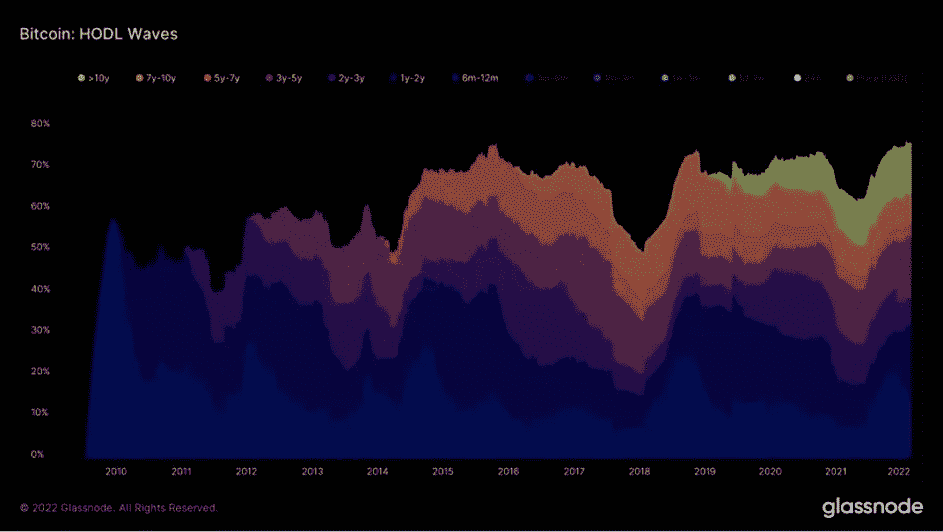 Bitcoin: HODL Waves
>10y 7y-10y 5y-7y 3y-5y 2y-3y 1y-2y 6m-12m
80%
70%
60%
50%
40%
30%
20%
10%
0%
2010 2011 2012 2013 2014 2015 2016 2017 2018 2019 2020 2021 2022
© 2022 Glassnode. All Rights Reserved.
glassnode